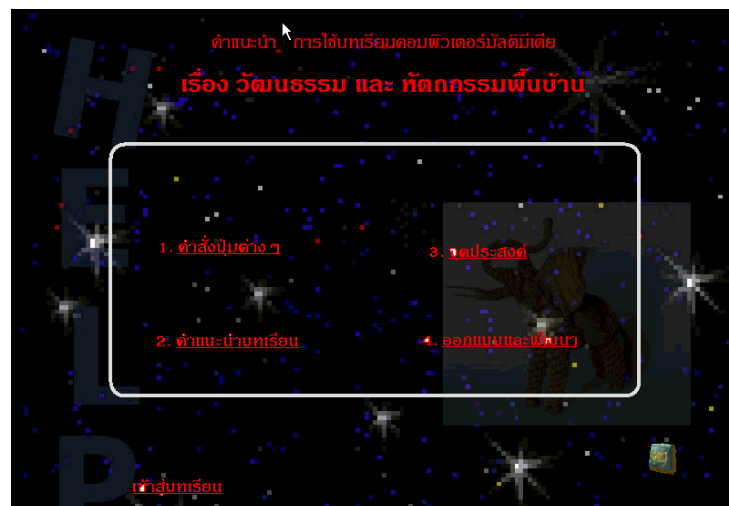 คำแนะนำ การใช้บทเรียนคอมพิวเตอร์มัลติมีเดีย
เรื่อง วัฒนธรรม และ หัตถกรรมพื้นบ้าน
1. คำสั่งปุ่มต่าง ๆ
3. จุดประสงค์
2. คำแนะนำบทเรียน
4. ออกแบบและพัฒนา
เข้าสู่บทเรียน
HELP